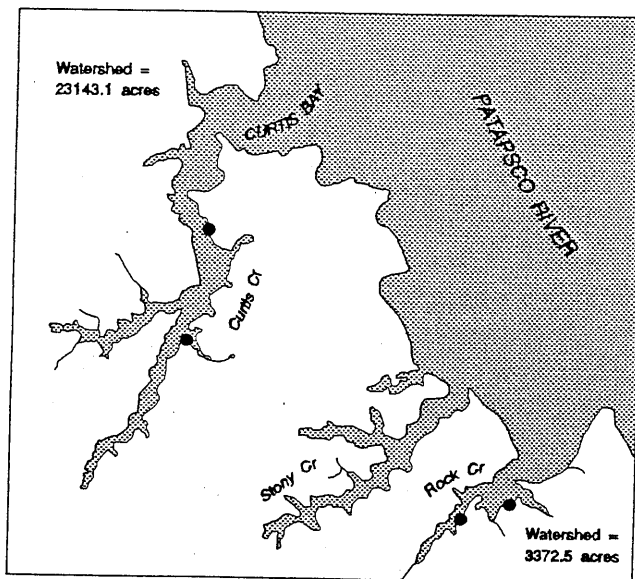 Watershed =
23143.1 acres
CURTIS BAY
PATAPSCO RIVER
Curtis Cr
Stony Cr
Rock Cr
Watershed =
3372.5 acres